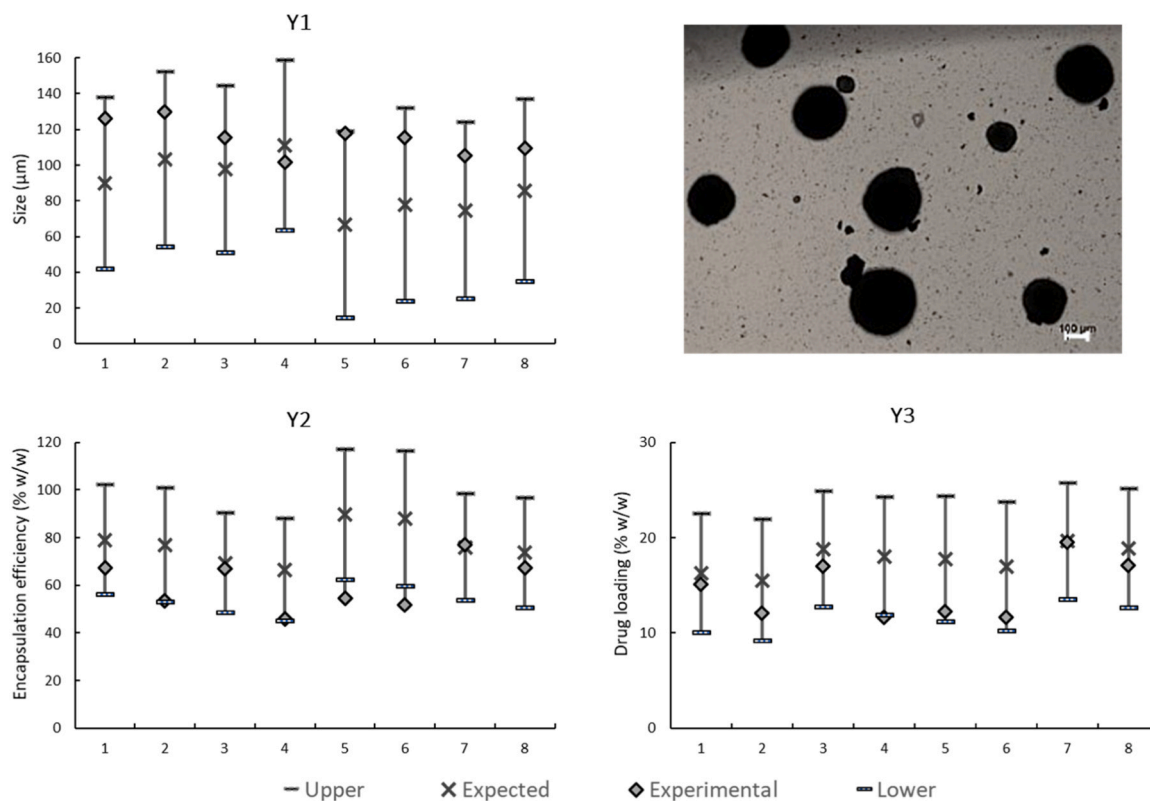 Y1
Size (µm)
160
140
120
100
80
60
40
20
0
1 2 3 4 5 6 7 8
100 µm
Y2
Encapsulation efficiency (% w/w)
120
100
80
60
40
20
0
1 2 3 4 5 6 7 8
Y3
Drug loading (% w/w)
30
20
10
0
1 2 3 4 5 6 7 8
Upper Expected Experimental Lower